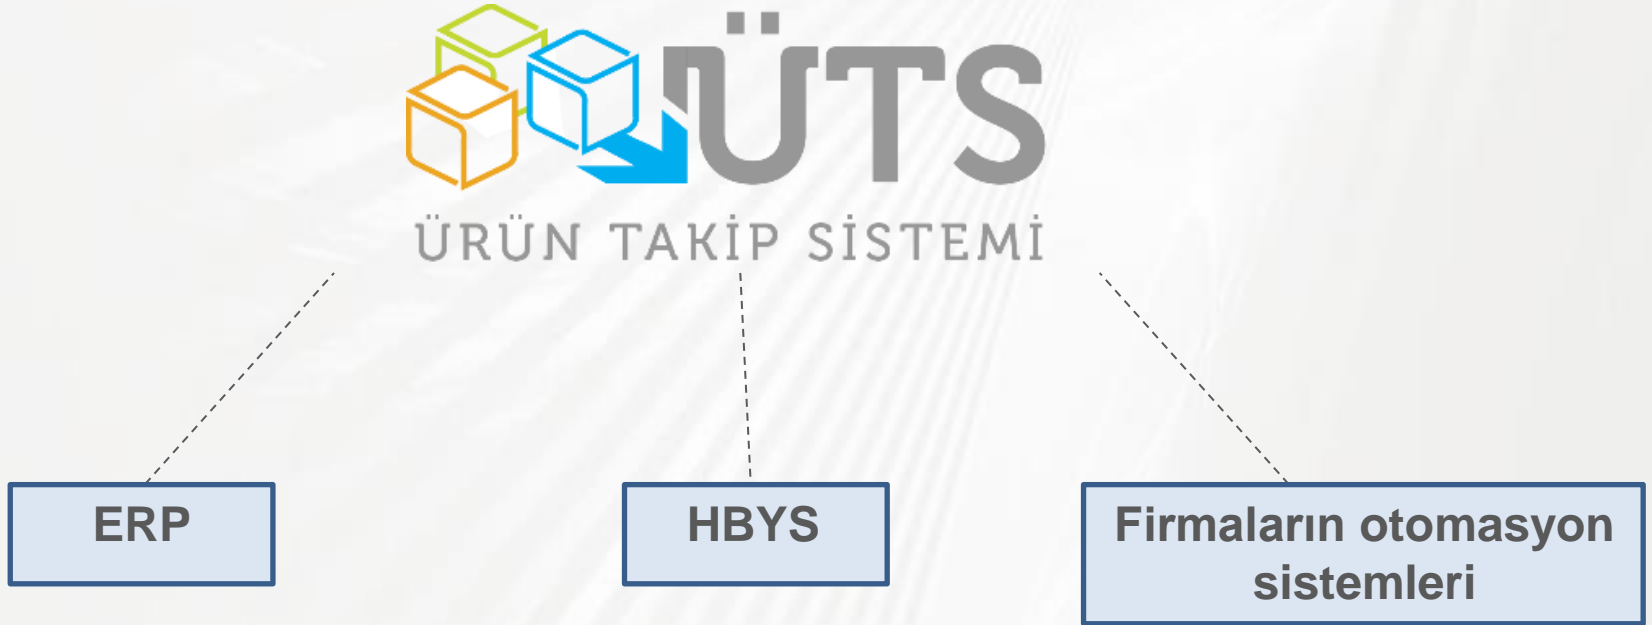 ÜTS
ÜRÜN TAKİP SİSTEMİ
ERP
HBYS
Firmaların otomasyon
sistemleri